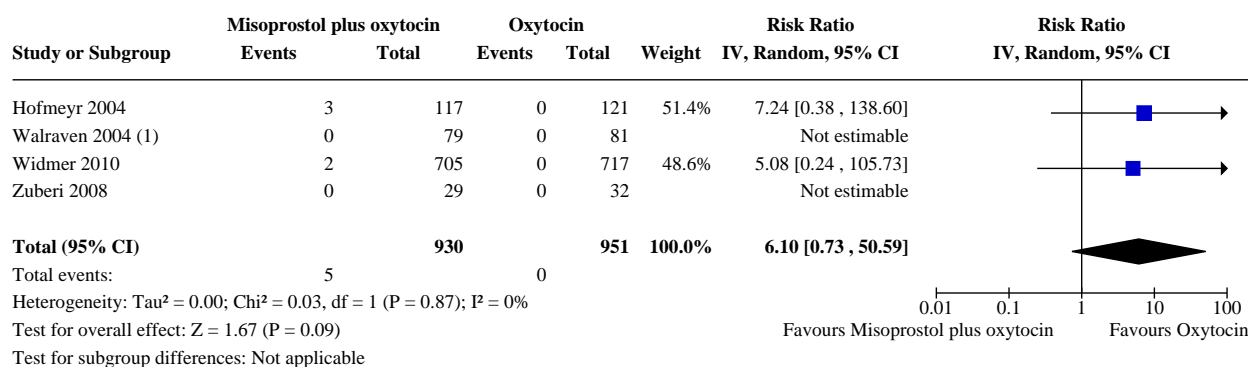 Misoprostol plus oxytocin Oxytocin Risk Ratio Risk Ratio
Study or Subgroup Events Total Events Total Weight IV, Random, 95% CI IV, Random, 95% CI
Hofmeyr 2004 3 117 0 121 51.4% 7.24 [0.38 , 138.60]
Walraven 2004 (1) 0 79 0 81 Not estimable
Widmer 2010 2 705 0 717 48.6% 5.08 [0.24 , 105.73]
Zuberi 2008 0 29 0 32 Not estimable
Total (95% CI) 930 951 100.0% 6.10 [0.73 , 50.59]
Total events: 5 0
Heterogeneity: Tau² = 0.00; Chi² = 0.03, df = 1 (P = 0.87); I² = 0%
0.01 0.1 1 10 100
Test for overall effect: Z = 1.67 (P = 0.09)
Favours Misoprostol plus oxytocin Favours Oxytocin
Test for subgroup differences: Not applicable